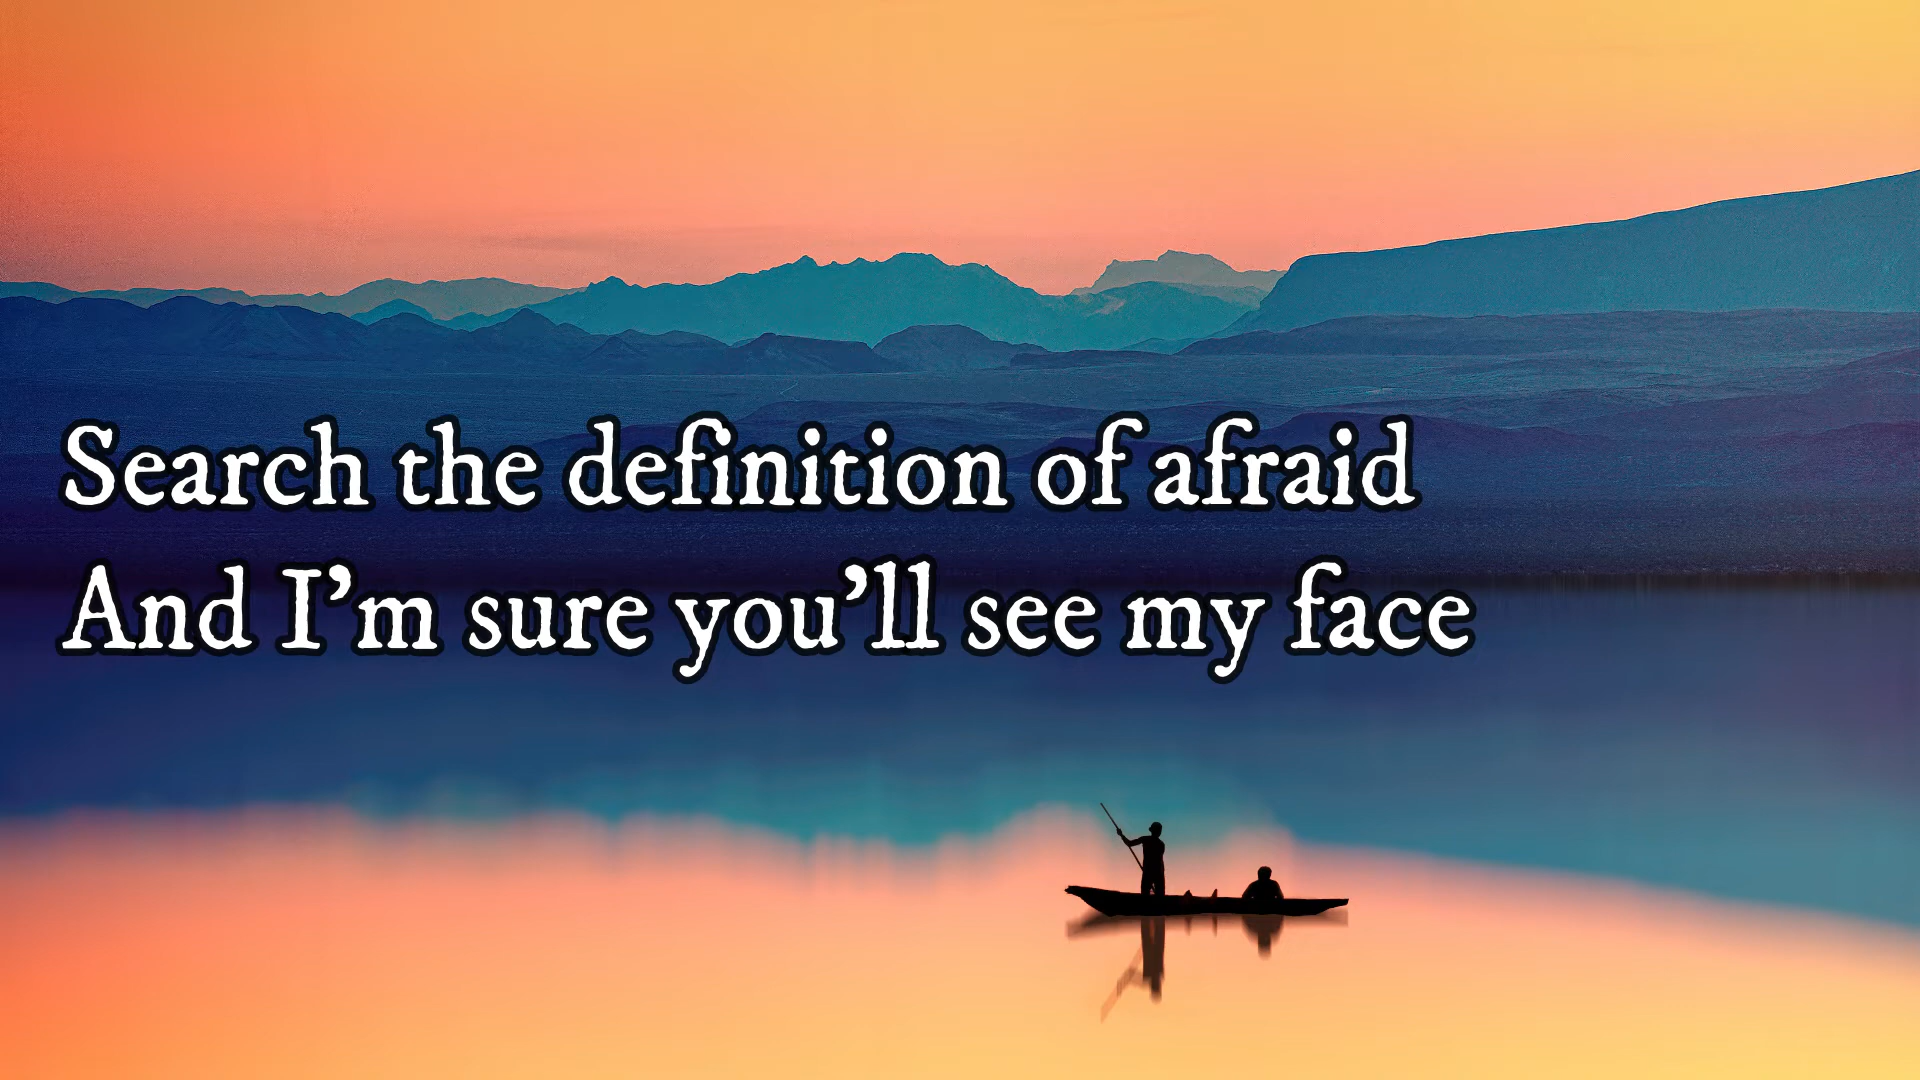 Search the definition of afraid
And I’m sure you’ll see my face